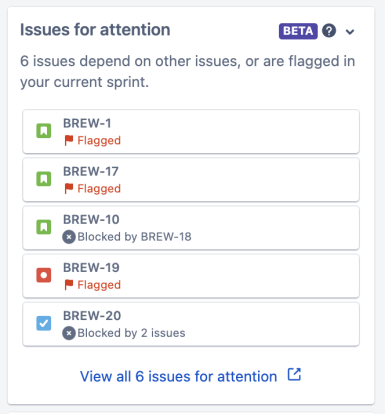 Issues for attention BETA ?
6 issues depend on other issues, or are flagged in
your current sprint.
BREW-1
Flagged
BREW-17
Flagged
BREW-10
Blocked by BREW-18
BREW-19
Flagged
BREW-20
Blocked by 2 issues
View all 6 issues for attention